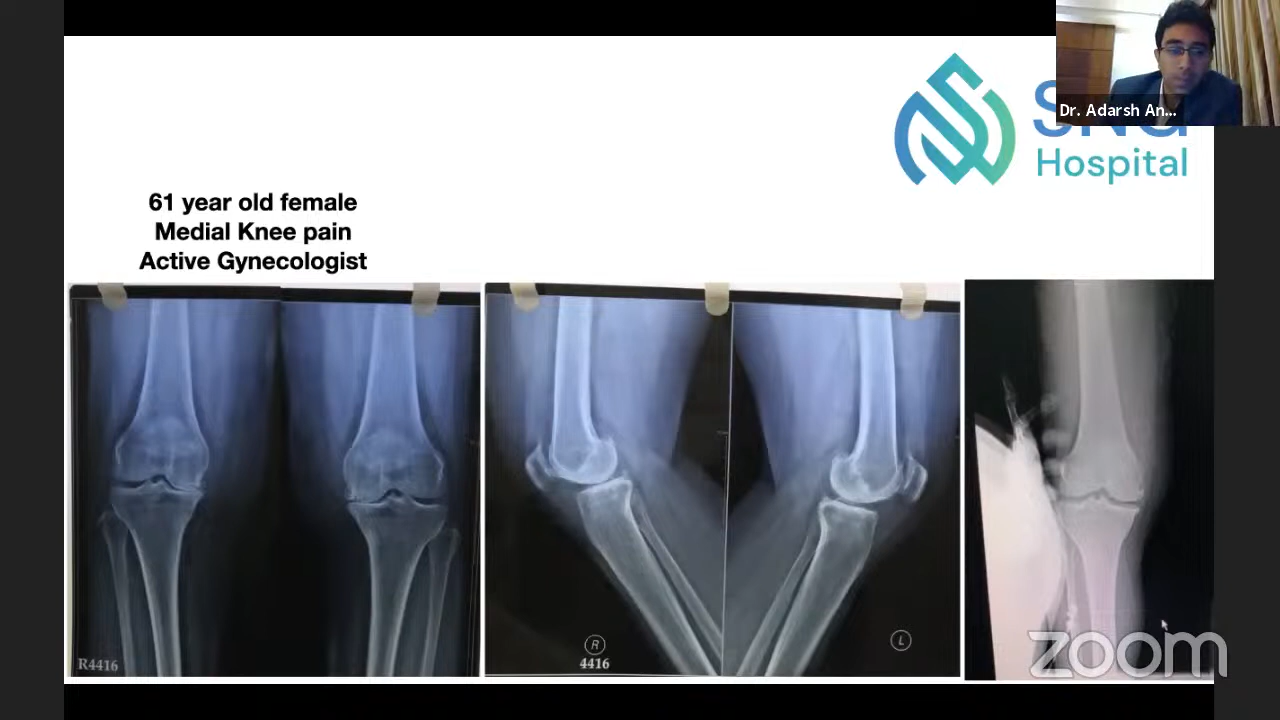 Dr. Adarsh An...
Hospital
61 year old female
Medial Knee pain
Active Gynecologist
R4416
R
4416
L
zoom